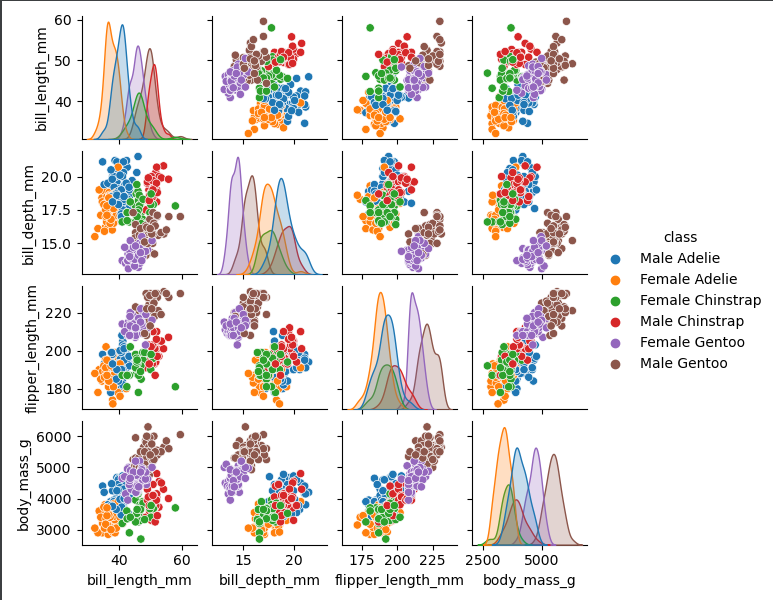 bill_length_mm
60
50
40
bill_depth_mm
20.0
17.5
15.0
flipper_length_mm
220
200
180
body_mass_g
6000
5000
4000
3000
40 60
15 20
175 200 225
2500 5000
bill_length_mm
bill_depth_mm
flipper_length_mm
body_mass_g
class
Male Adelie
Female Adelie
Female Chinstrap
Male Chinstrap
Female Gentoo
Male Gentoo